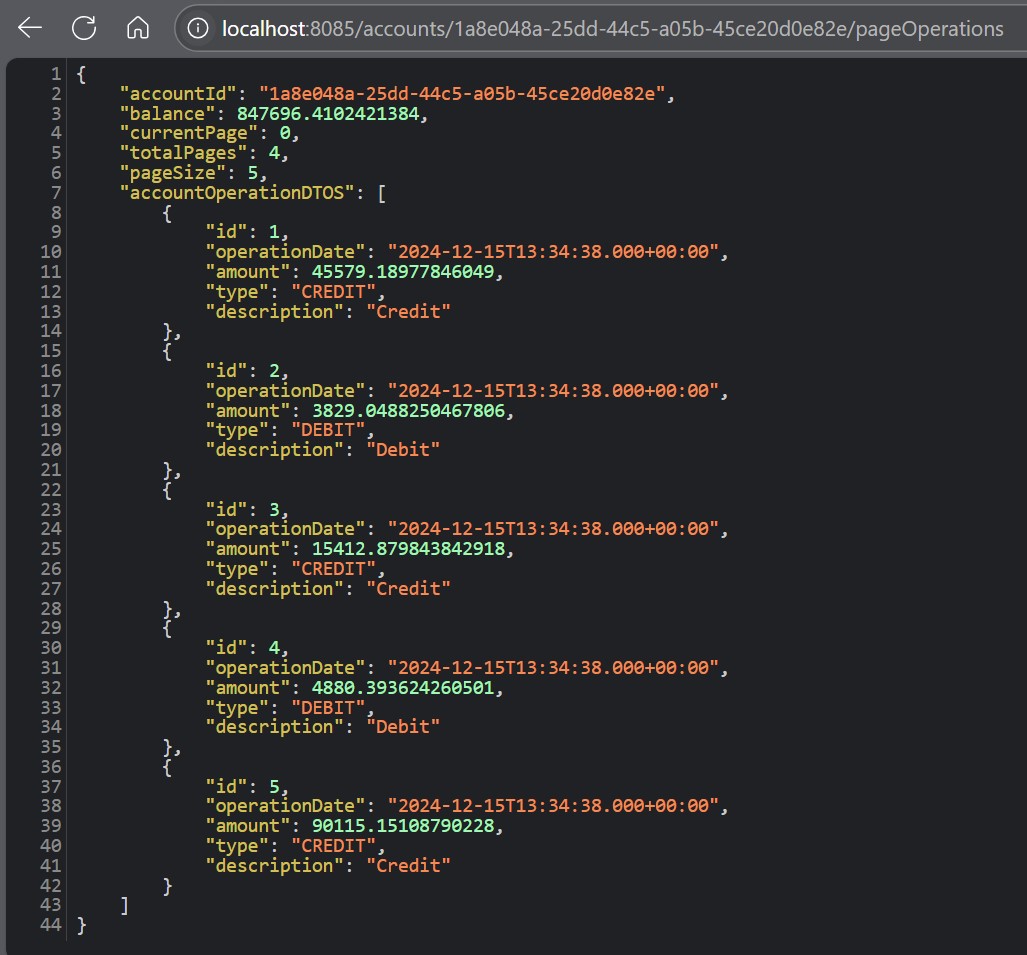 localhost:8085/accounts/1a8e048a-25dd-44c5-a05b-45ce20d0e82e/pageOperations
1 {
2 "accountId": "1a8e048a-25dd-44c5-a05b-45ce20d0e82e",
3 "balance": 847696.4102421384,
4 "currentPage": 0,
5 "totalPages": 4,
6 "pageSize": 5,
7 "accountOperationDTOS": [
8 {
9 "id": 1,
10 "operationDate": "2024-12-15T13:34:38.000+00:00",
11 "amount": 45579.18977846049,
12 "type": "CREDIT",
13 "description": "Credit"
14 },
15 {
16 "id": 2,
17 "operationDate": "2024-12-15T13:34:38.000+00:00",
18 "amount": 3829.0488250467806,
19 "type": "DEBIT",
20 "description": "Debit"
21 },
22 {
23 "id": 3,
24 "operationDate": "2024-12-15T13:34:38.000+00:00",
25 "amount": 15412.879843842918,
26 "type": "CREDIT",
27 "description": "Credit"
28 },
29 {
30 "id": 4,
31 "operationDate": "2024-12-15T13:34:38.000+00:00",
32 "amount": 4880.393624260501,
33 "type": "DEBIT",
34 "description": "Debit"
35 },
36 {
37 "id": 5,
38 "operationDate": "2024-12-15T13:34:38.000+00:00",
39 "amount": 90115.15108790228,
40 "type": "CREDIT",
41 "description": "Credit"
42 }
43 ]
44 }